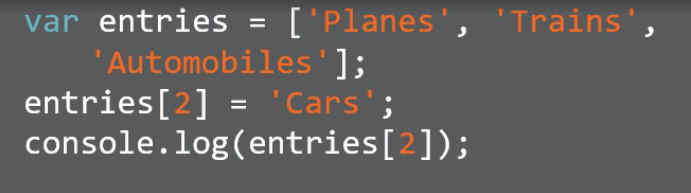 var entries = ['Planes', 'Trains',
'Automobiles'];
entries[2] = 'Cars';
console.log(entries[2]);